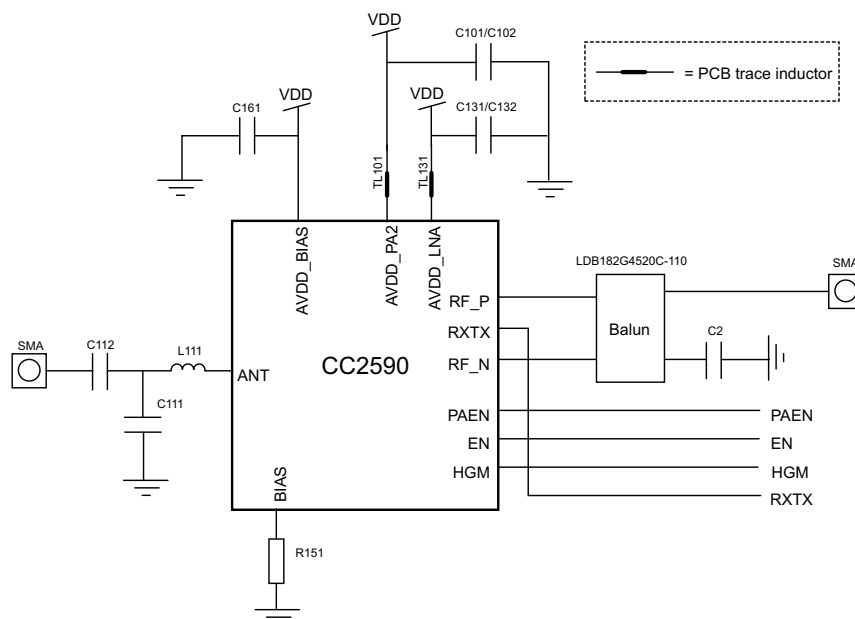 VDD
C101/C102
= PCB trace inductor
VDD
VDD
C161
C131/C132
TL101
TL131
AVDD_BIAS
AVDD_PA2
AVDD_LNA
LDB182G4520C-110
SMA
RF_P
RXTX
Balun
C2
RF_N
SMA
C112
L111
ANT
CC2590
C111
PAEN
PAEN
EN
EN
HGM
HGM
RXTX
BIAS
R151